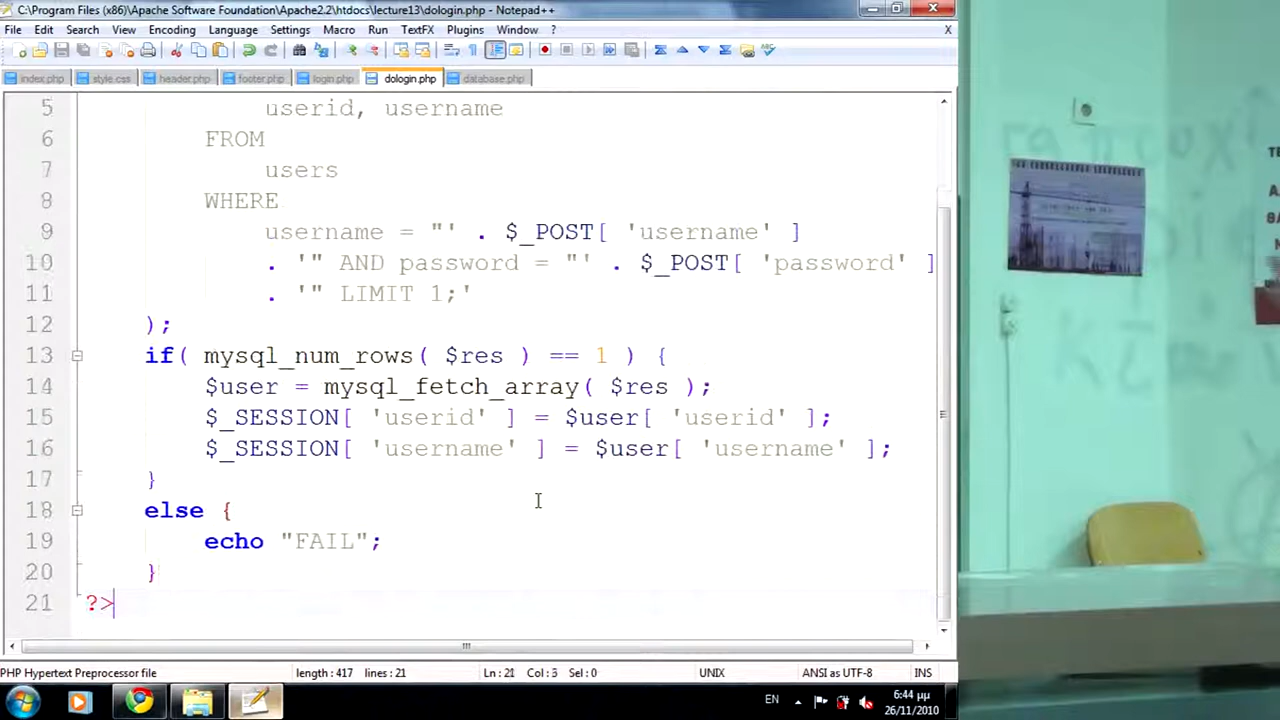 C:\Program Files (x86)\Apache Software Foundation\Apache2.2\htdocs\lecture13\dologin.php - Notepad++
File Edit Search View Encoding Language Settings Macro Run TextFX Plugins Window ? X
index.php style.css header.php footer.php login.php dologin.php database.php
5 userid, username
6 FROM
7 users
8 WHERE
9 username = "' . $_POST[ 'username' ]
10 . '" AND password = "' . $_POST[ 'password' ]
11 . '" LIMIT 1;'
12 );
13 if( mysql_num_rows( $res ) == 1 ) {
14 $user = mysql_fetch_array( $res );
15 $_SESSION[ 'userid' ] = $user[ 'userid' ];
16 $_SESSION[ 'username' ] = $user[ 'username' ];
17 }
18 else {
19 echo "FAIL";
20 }
21 ?>
PHP Hypertext Preprocessor file length : 417 lines : 21 Ln : 21 Col : 3 Sel : 0 UNIX ANSI as UTF-8 INS
EN 6:44 μμ
26/11/2010